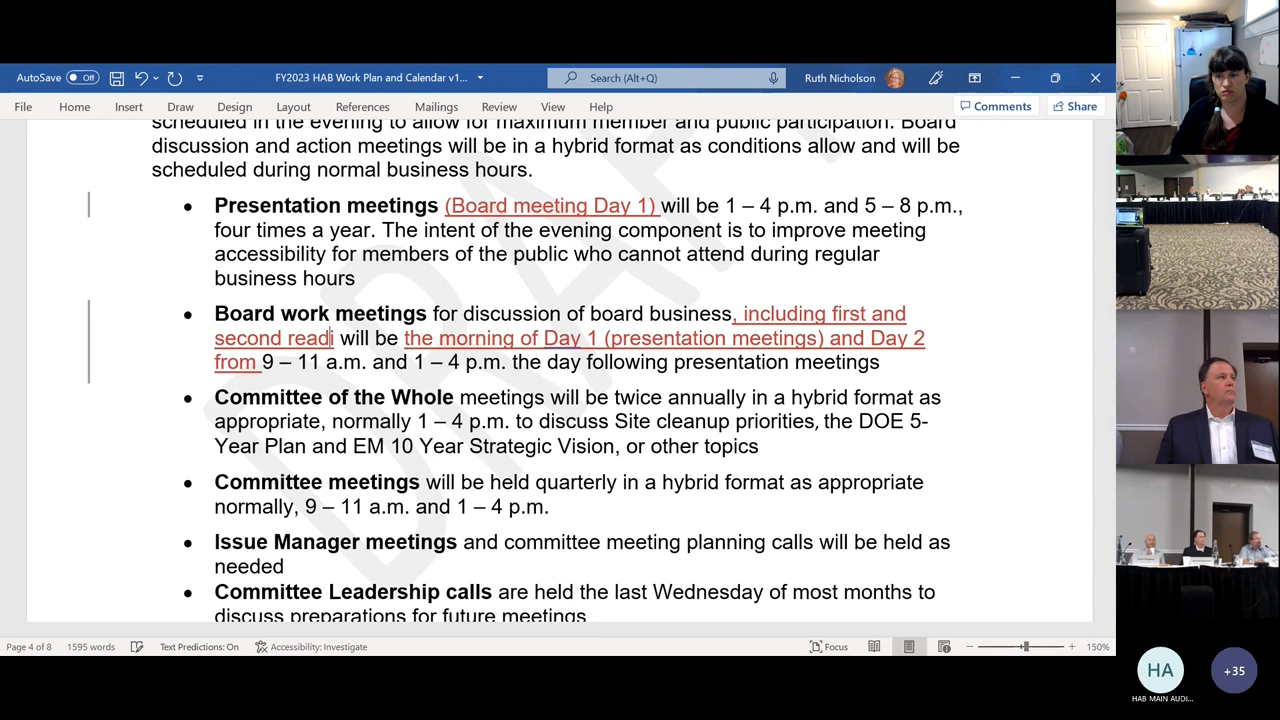 AutoSave Off FY2023 HAB Work Plan and Calendar v1... Search (Alt+Q) Ruth Nicholson
File Home Insert Draw Design Layout References Mailings Review View Help Comments Share
scheduled in the evening to allow for maximum member and public participation. Board
discussion and action meetings will be in a hybrid format as conditions allow and will be
scheduled during normal business hours.
• Presentation meetings (Board meeting Day 1) will be 1 – 4 p.m. and 5 – 8 p.m.,
four times a year. The intent of the evening component is to improve meeting
accessibility for members of the public who cannot attend during regular
business hours
• Board work meetings for discussion of board business, including first and
second readi will be the morning of Day 1 (presentation meetings) and Day 2
from 9 – 11 a.m. and 1 – 4 p.m. the day following presentation meetings
• Committee of the Whole meetings will be twice annually in a hybrid format as
appropriate, normally 1 – 4 p.m. to discuss Site cleanup priorities, the DOE 5-
Year Plan and EM 10 Year Strategic Vision, or other topics
• Committee meetings will be held quarterly in a hybrid format as appropriate
normally, 9 – 11 a.m. and 1 – 4 p.m.
• Issue Manager meetings and committee meeting planning calls will be held as
needed
• Committee Leadership calls are held the last Wednesday of most months to
discuss preparations for future meetings
DRAFT
Page 4 of 8 1595 words Text Predictions: On Accessibility: Investigate Focus 150%
HA +35
HAB MAIN AUDI...